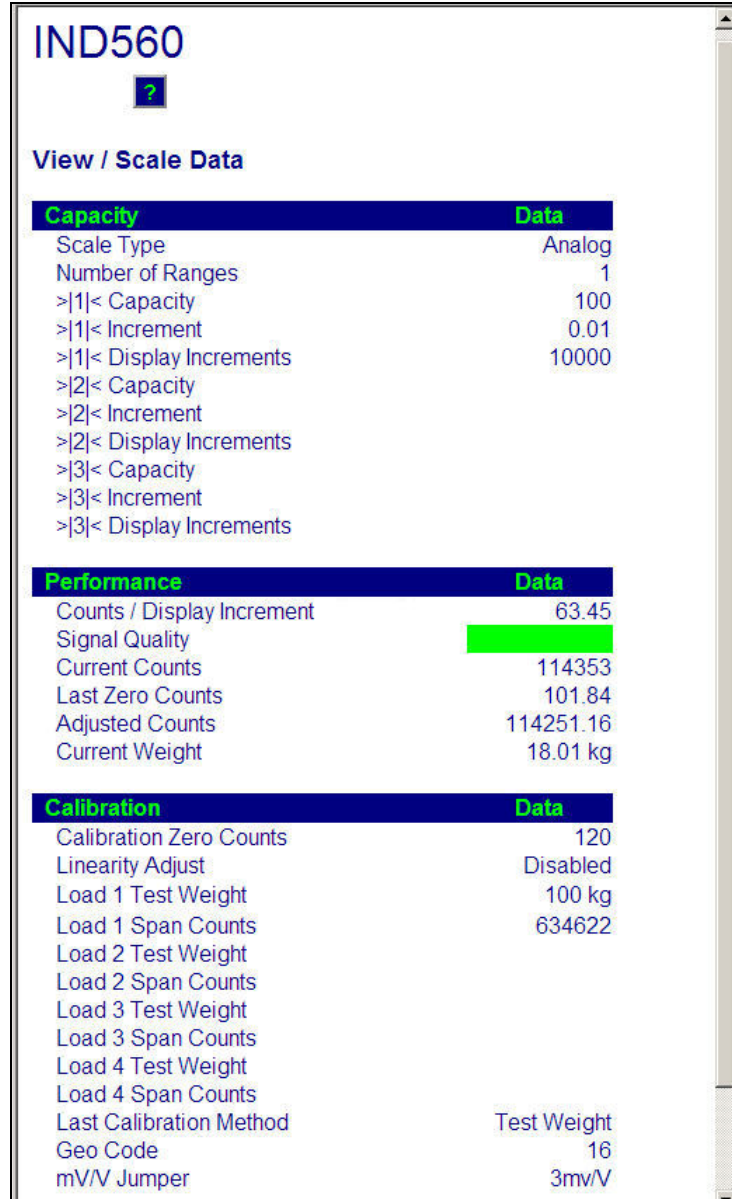 IND560
?
View / Scale Data
Capacity Data
Scale Type Analog
Number of Ranges 1
>|1|< Capacity 100
>|1|< Increment 0.01
>|1|< Display Increments 10000
>|2|< Capacity
>|2|< Increment
>|2|< Display Increments
>|3|< Capacity
>|3|< Increment
>|3|< Display Increments
Performance Data
Counts / Display Increment 63.45
Signal Quality
Current Counts 114353
Last Zero Counts 101.84
Adjusted Counts 114251.16
Current Weight 18.01 kg
Calibration Data
Calibration Zero Counts 120
Linearity Adjust Disabled
Load 1 Test Weight 100 kg
Load 1 Span Counts 634622
Load 2 Test Weight
Load 2 Span Counts
Load 3 Test Weight
Load 3 Span Counts
Load 4 Test Weight
Load 4 Span Counts
Last Calibration Method Test Weight
Geo Code 16
mV/V Jumper 3mv/V